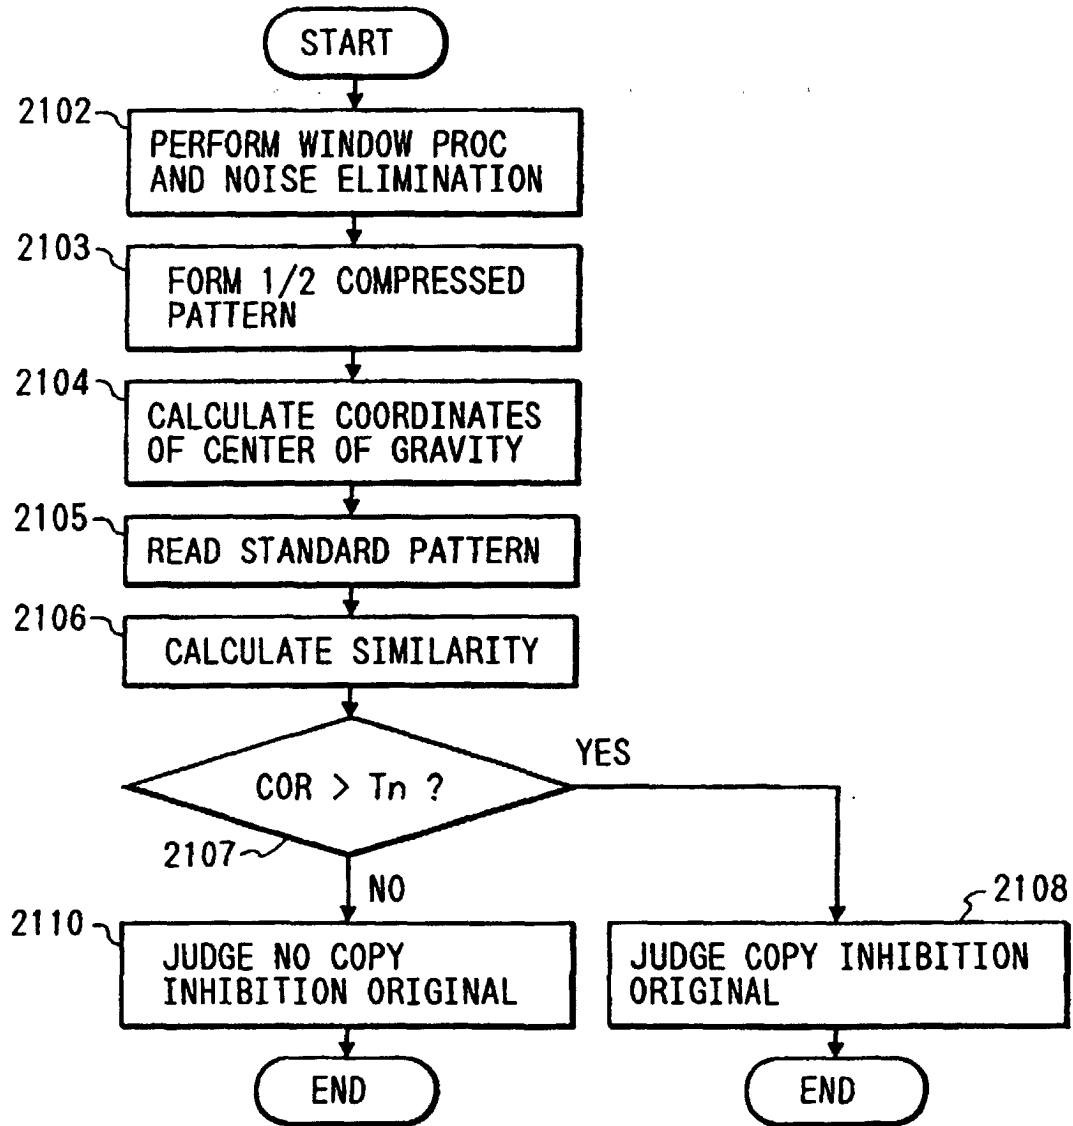 START
2102
PERFORM WINDOW PROC
AND NOISE ELIMINATION
2103
FORM 1/2 COMPRESSED
PATTERN
2104
CALCULATE COORDINATES
OF CENTER OF GRAVITY
2105
READ STANDARD PATTERN
2106
CALCULATE SIMILARITY
COR > Tn ?
YES
2107
NO
2110
JUDGE NO COPY
INHIBITION ORIGINAL
2108
JUDGE COPY INHIBITION
ORIGINAL
END
END